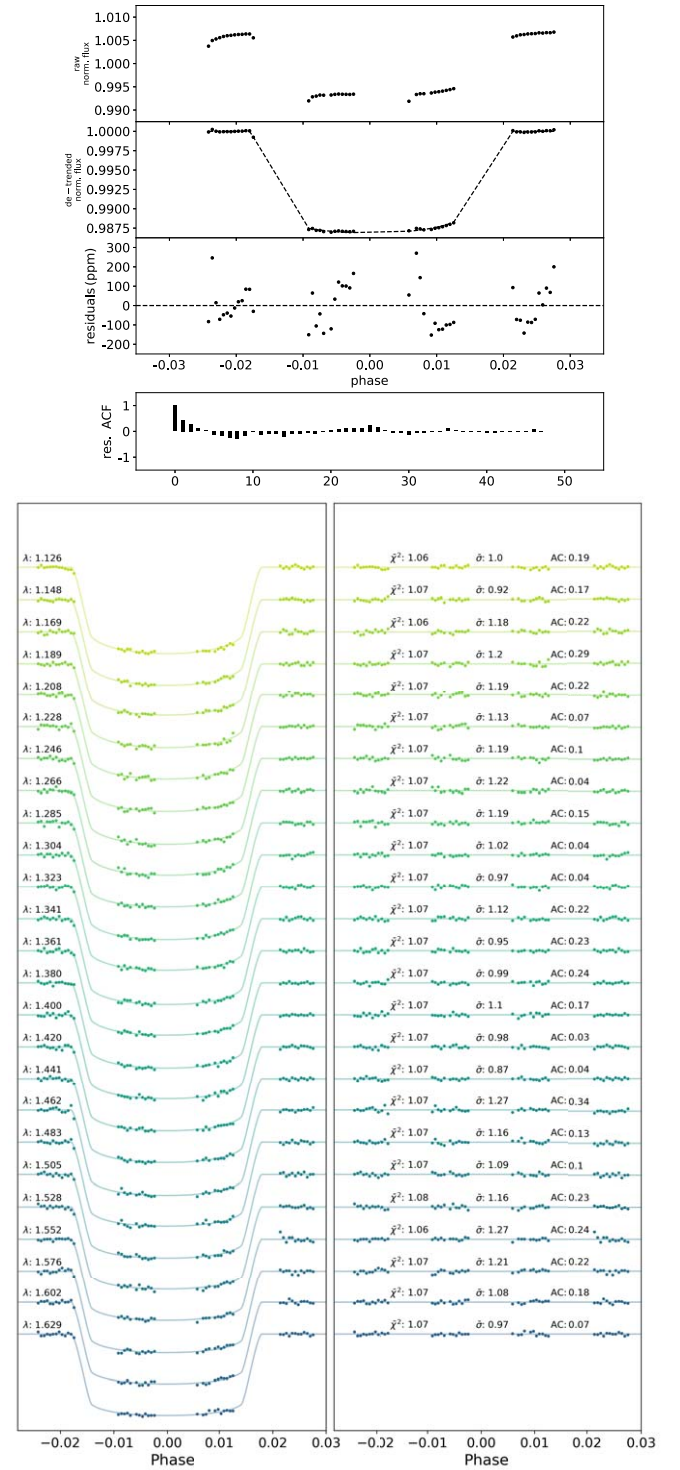 raw
norm. flux
1.010
1.005
1.000
0.995
0.990
de − trended
norm. flux
1.0000
0.9975
0.9950
0.9925
0.9900
0.9875
residuals (ppm)
300
200
100
0
-100
-200
-0.03 -0.02 -0.01 0.00 0.01 0.02 0.03
phase
res. ACF
1
0
-1
0 10 20 30 40 50
λ: 1.126 χ̄²: 1.06 σ̄: 1.0 AC: 0.19
λ: 1.148 χ̄²: 1.07 σ̄: 0.92 AC: 0.17
λ: 1.169 χ̄²: 1.06 σ̄: 1.18 AC: 0.22
λ: 1.189 χ̄²: 1.07 σ̄: 1.2 AC: 0.29
λ: 1.208 χ̄²: 1.07 σ̄: 1.19 AC: 0.22
λ: 1.228 χ̄²: 1.07 σ̄: 1.13 AC: 0.07
λ: 1.246 χ̄²: 1.07 σ̄: 1.19 AC: 0.1
λ: 1.266 χ̄²: 1.07 σ̄: 1.22 AC: 0.04
λ: 1.285 χ̄²: 1.07 σ̄: 1.19 AC: 0.15
λ: 1.304 χ̄²: 1.07 σ̄: 1.02 AC: 0.04
λ: 1.323 χ̄²: 1.07 σ̄: 0.97 AC: 0.04
λ: 1.341 χ̄²: 1.07 σ̄: 1.12 AC: 0.22
λ: 1.361 χ̄²: 1.07 σ̄: 0.95 AC: 0.23
λ: 1.380 χ̄²: 1.07 σ̄: 0.99 AC: 0.24
λ: 1.400 χ̄²: 1.07 σ̄: 1.1 AC: 0.17
λ: 1.420 χ̄²: 1.07 σ̄: 0.98 AC: 0.03
λ: 1.441 χ̄²: 1.07 σ̄: 0.87 AC: 0.04
λ: 1.462 χ̄²: 1.07 σ̄: 1.27 AC: 0.34
λ: 1.483 χ̄²: 1.07 σ̄: 1.16 AC: 0.13
λ: 1.505 χ̄²: 1.07 σ̄: 1.09 AC: 0.1
λ: 1.528 χ̄²: 1.08 σ̄: 1.16 AC: 0.23
λ: 1.552 χ̄²: 1.06 σ̄: 1.27 AC: 0.24
λ: 1.576 χ̄²: 1.07 σ̄: 1.21 AC: 0.22
λ: 1.602 χ̄²: 1.07 σ̄: 1.08 AC: 0.18
λ: 1.629 χ̄²: 1.07 σ̄: 0.97 AC: 0.07
−0.02 −0.01 0.00 0.01 0.02 0.03 −0.02 −0.01 0.00 0.01 0.02 0.03
Phase Phase